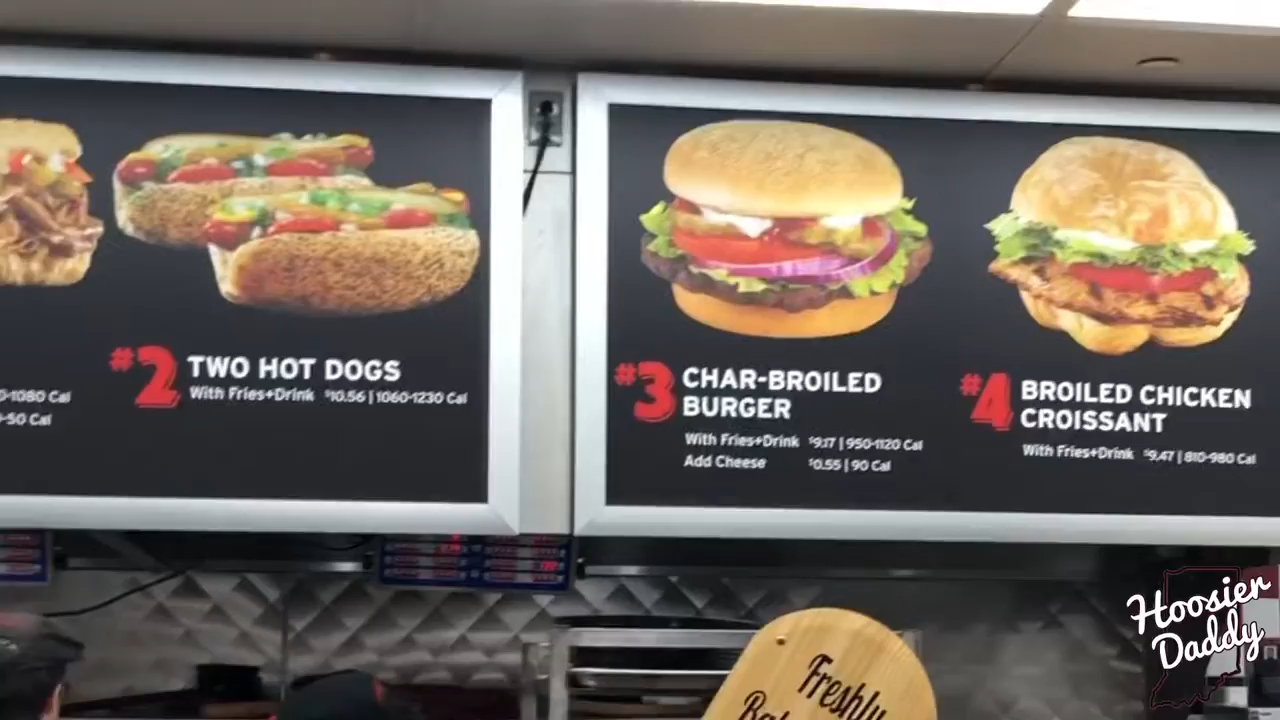 #2 TWO HOT DOGS
With Fries+Drink $10.56 | 1060-1230 Cal
0-1080 Cal
-50 Cal
#3 CHAR-BROILED
BURGER
With Fries+Drink $9.17 | 950-1120 Cal
Add Cheese $0.55 | 90 Cal
#4 BROILED CHICKEN
CROISSANT
With Fries+Drink $9.47 | 810-980 Cal
Freshly
Hoosier
Daddy